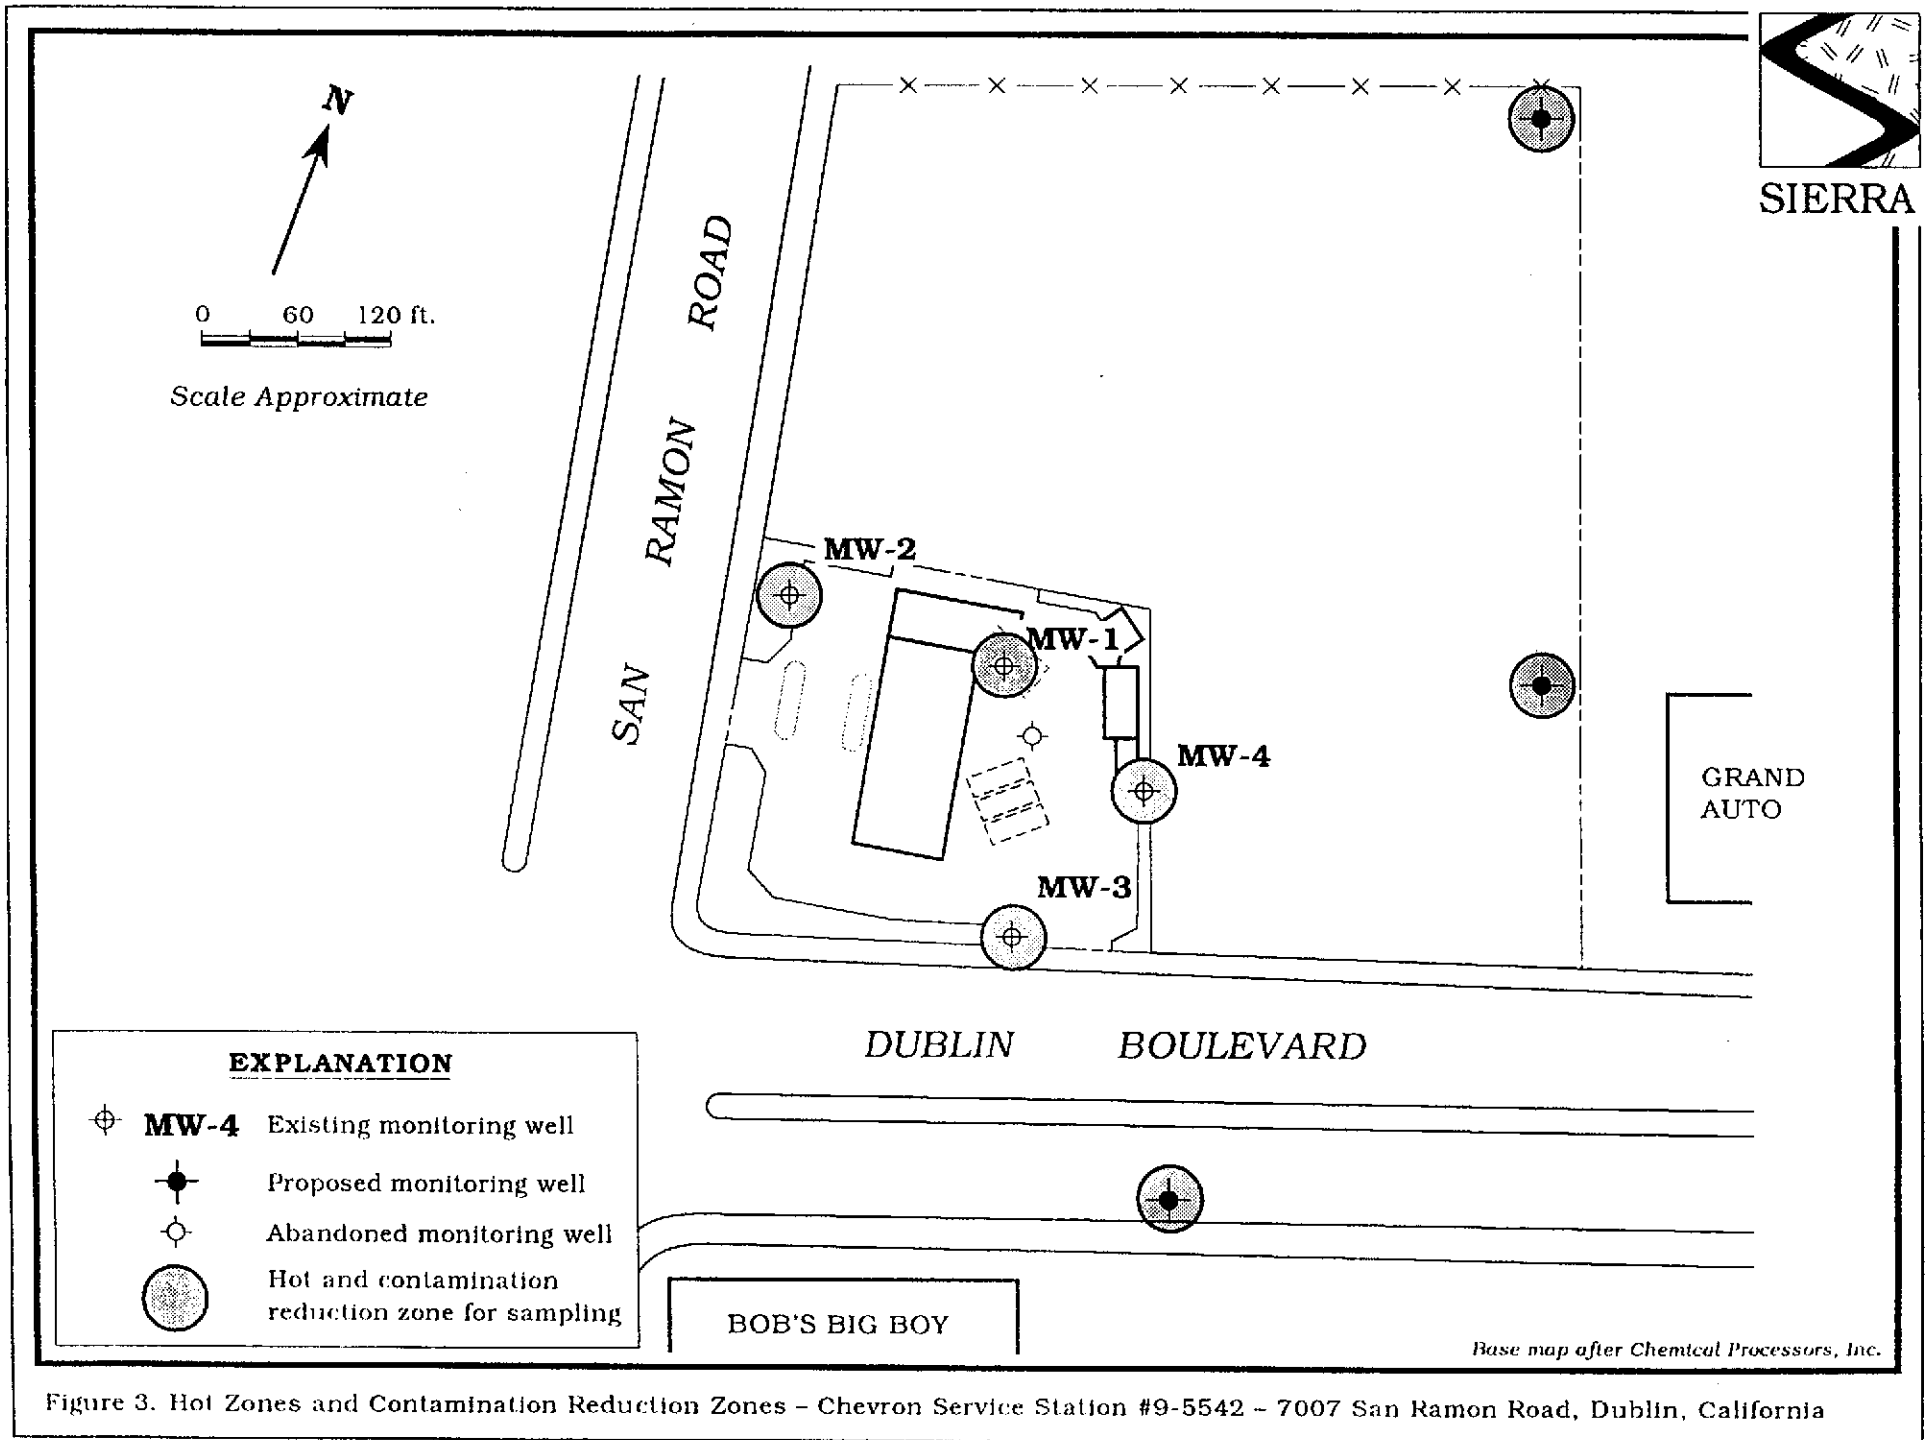 N
0 60 120 ft.
Scale Approximate
SIERRA
SAN RAMON ROAD
MW-2
MW-1
MW-4
MW-3
GRAND
AUTO
DUBLIN BOULEVARD
EXPLANATION
MW-4 Existing monitoring well
Proposed monitoring well
Abandoned monitoring well
Hot and contamination
reduction zone for sampling
BOB'S BIG BOY
Base map after Chemical Processors, Inc.
Figure 3. Hot Zones and Contamination Reduction Zones – Chevron Service Station #9-5542 – 7007 San Ramon Road, Dublin, California